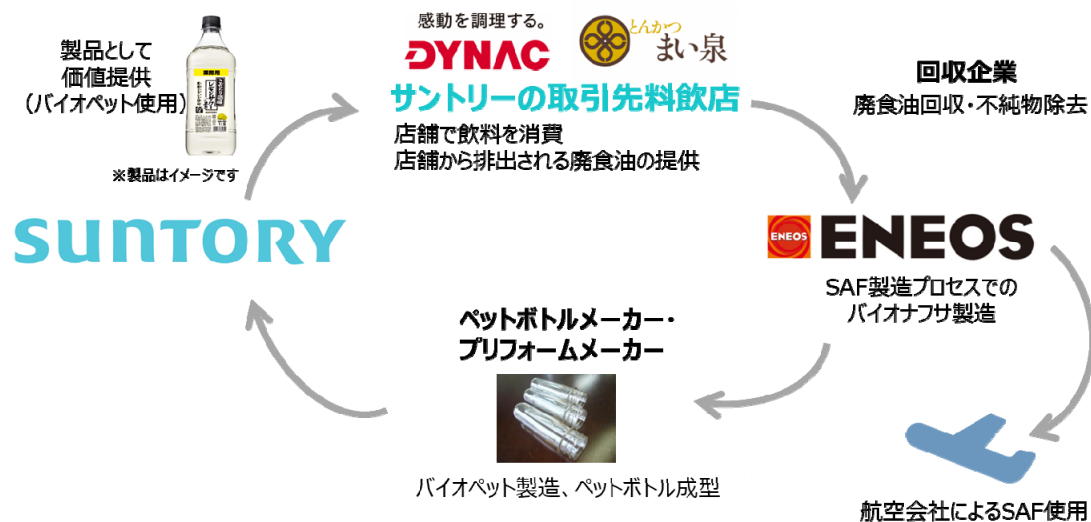 製品として
価値提供
(バイオペット使用)
業務用
※製品はイメージです
感動を調理する。
DYNAC
とんかつ
まい泉
サントリーの取引先料飲店
店舗で飲料を消費
店舗から排出される廃食油の提供
回収企業
廃食油回収・不純物除去
SUNTORY
ENEOS
ENEOS
SAF製造プロセスでの
バイオナフサ製造
ペットボトルメーカー・
プリフォームメーカー
バイオペット製造、ペットボトル成型
航空会社によるSAF使用